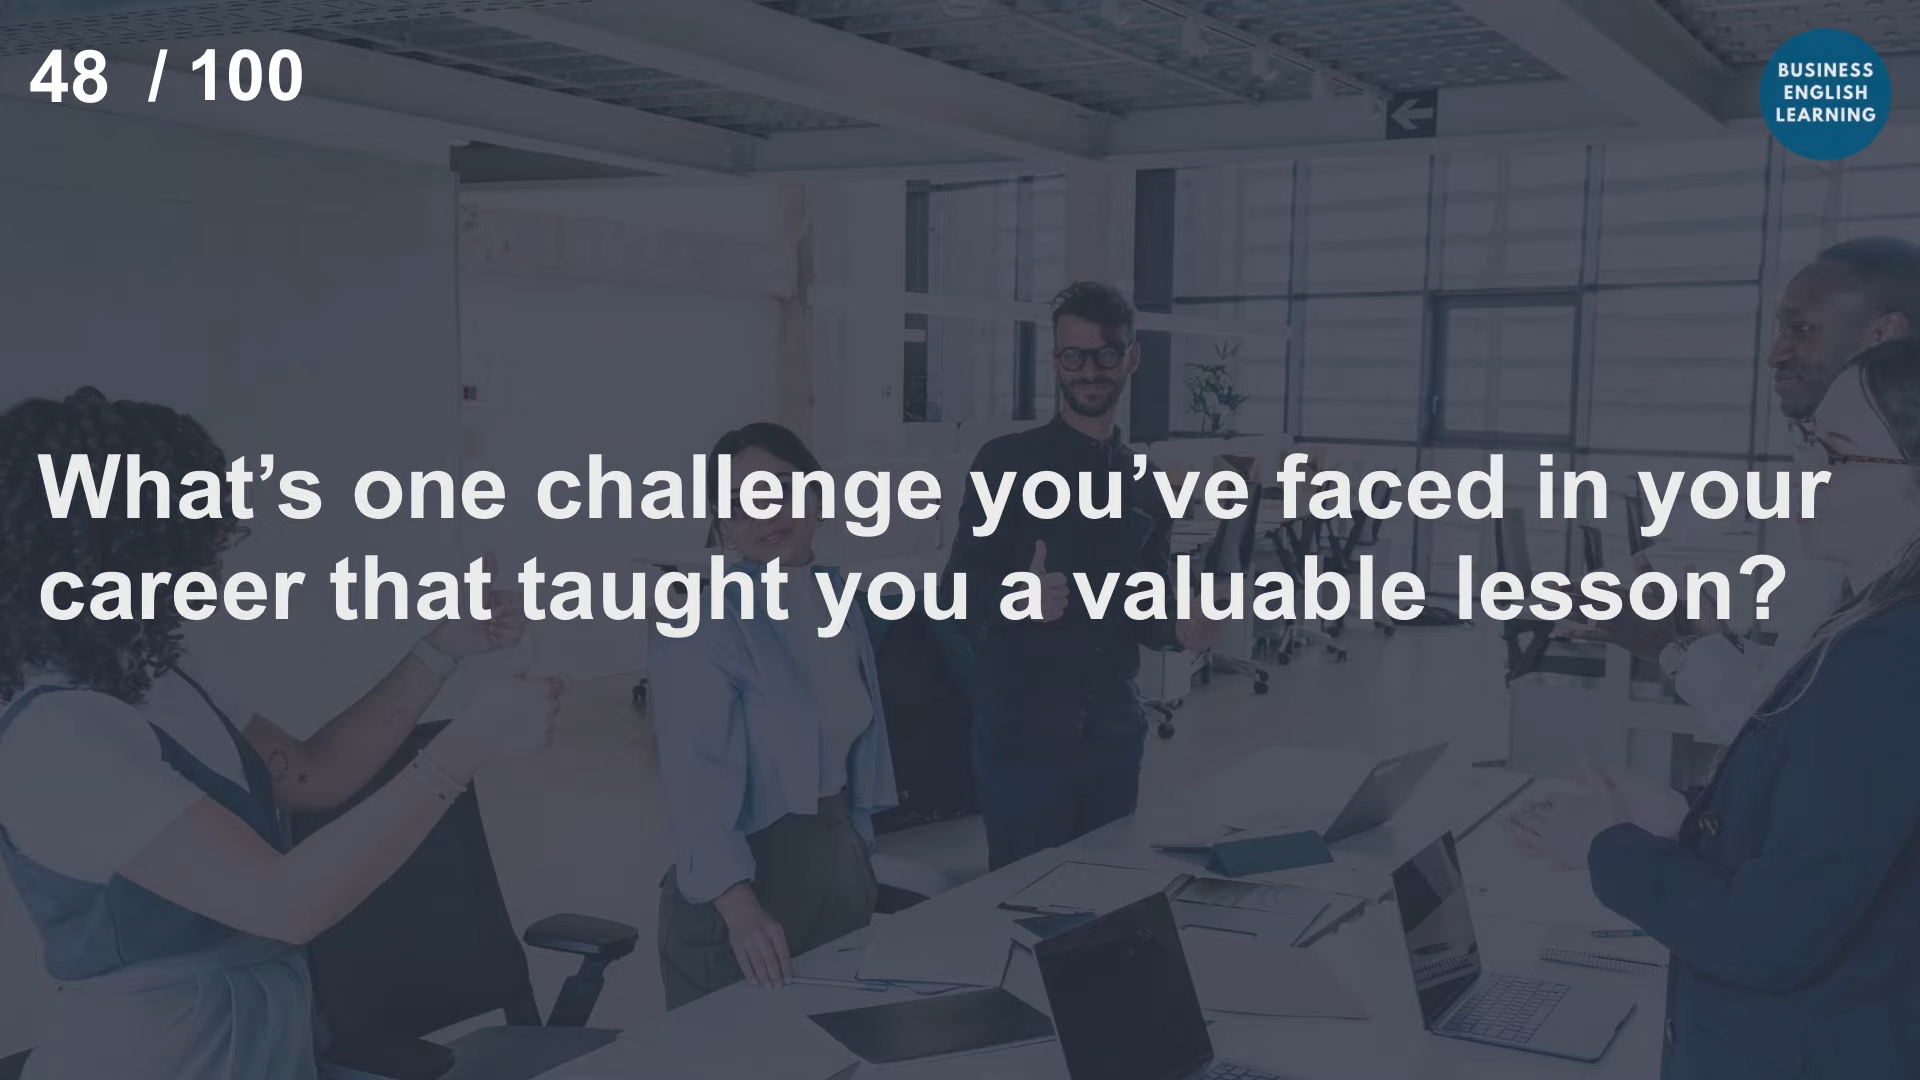 48 / 100
BUSINESS
ENGLISH
LEARNING
What’s one challenge you’ve faced in your
career that taught you a valuable lesson?